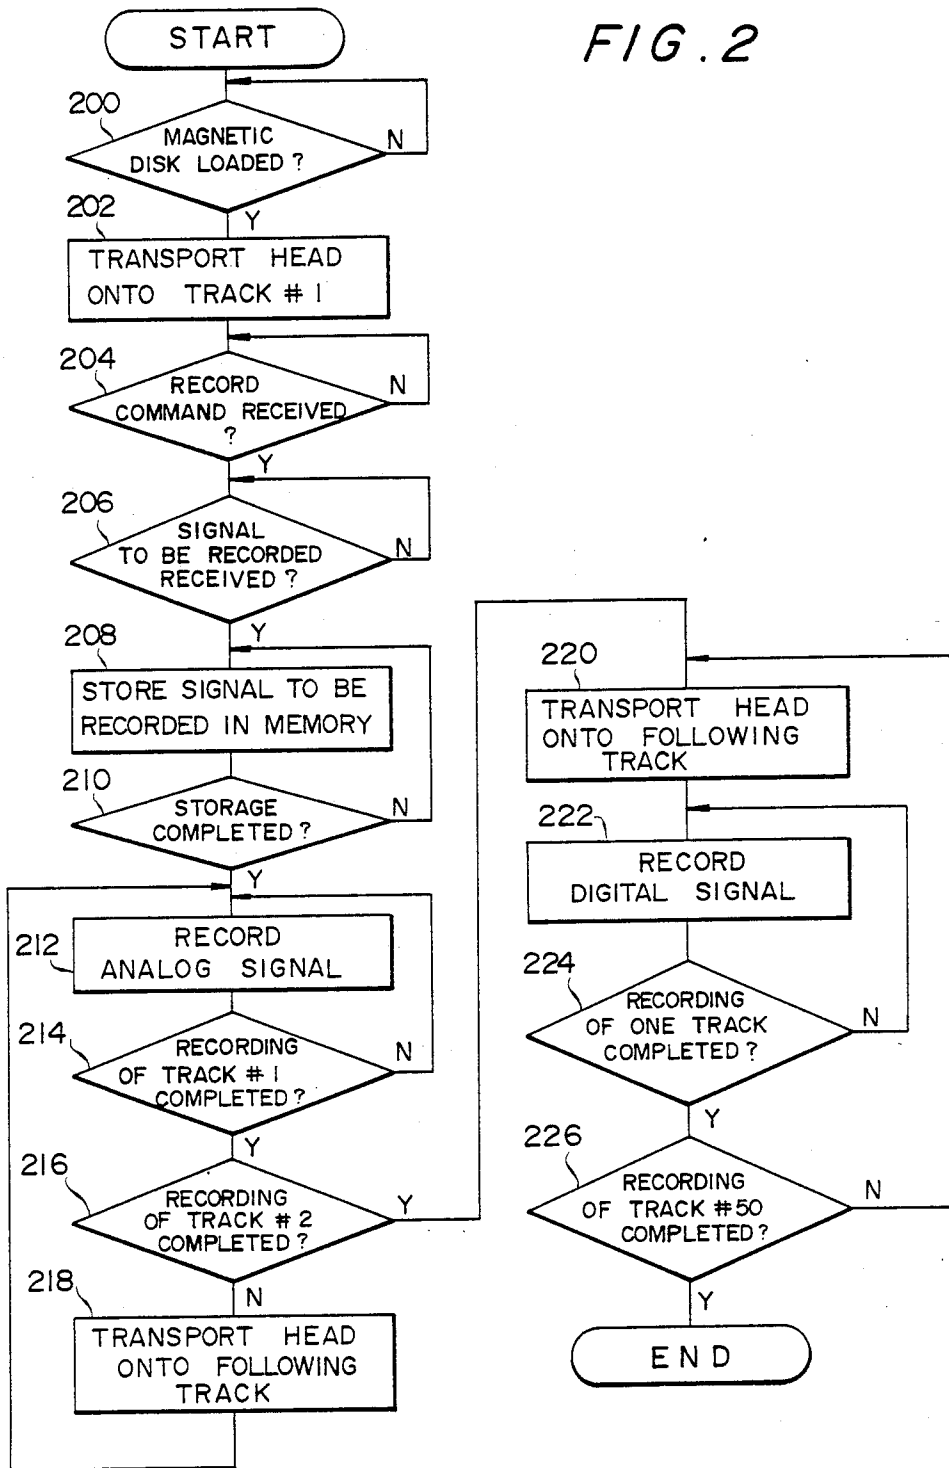 FIG. 2
START
200
MAGNETIC
DISK LOADED ?
N
Y
202
TRANSPORT HEAD
ONTO TRACK # 1
204
RECORD
COMMAND RECEIVED
?
N
Y
206
SIGNAL
TO BE RECORDED
RECEIVED ?
N
Y
208
STORE SIGNAL TO BE
RECORDED IN MEMORY
210
STORAGE
COMPLETED ?
N
Y
212
RECORD
ANALOG SIGNAL
214
RECORDING
OF TRACK # 1
COMPLETED ?
N
Y
216
RECORDING
OF TRACK # 2
COMPLETED ?
Y
N
218
TRANSPORT HEAD
ONTO FOLLOWING
TRACK
220
TRANSPORT HEAD
ONTO FOLLOWING
TRACK
222
RECORD
DIGITAL SIGNAL
224
RECORDING
OF ONE TRACK
COMPLETED ?
N
Y
226
RECORDING
OF TRACK #50
COMPLETED ?
N
Y
END